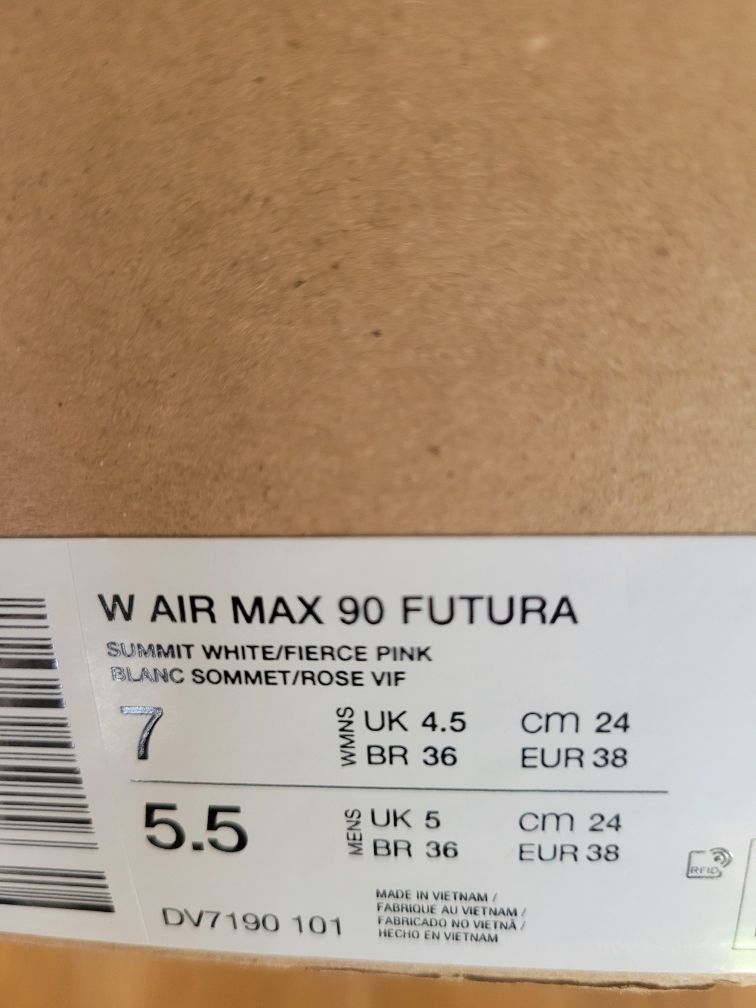 W AIR MAX 90 FUTURA
SUMMIT WHITE/FIERCE PINK
BLANC SOMMET/ROSE VIF
7 WMNS UK 4.5 cm 24
BR 36 EUR 38
5.5 MENS UK 5 cm 24
BR 36 EUR 38
RFID
DV7190 101
MADE IN VIETNAM /
FABRIQUE AU VIETNAM /
FABRICADO NO VIETNÃ /
HECHO EN VIETNAM